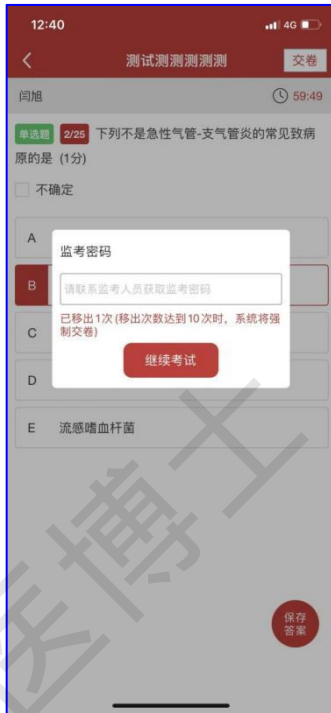 12:40
4G
测试测测测测测
交卷
闫旭
59:49
单选题 2/25 下列不是急性气管-支气管炎的常见致病
原的是 (1分)
不确定
A
监考密码
B
请联系监考人员获取监考密码
已移出1次(移出次数达到10次时，系统将强
制交卷)
C
继续考试
D
E 流感嗜血杆菌
保存
答案
医博士